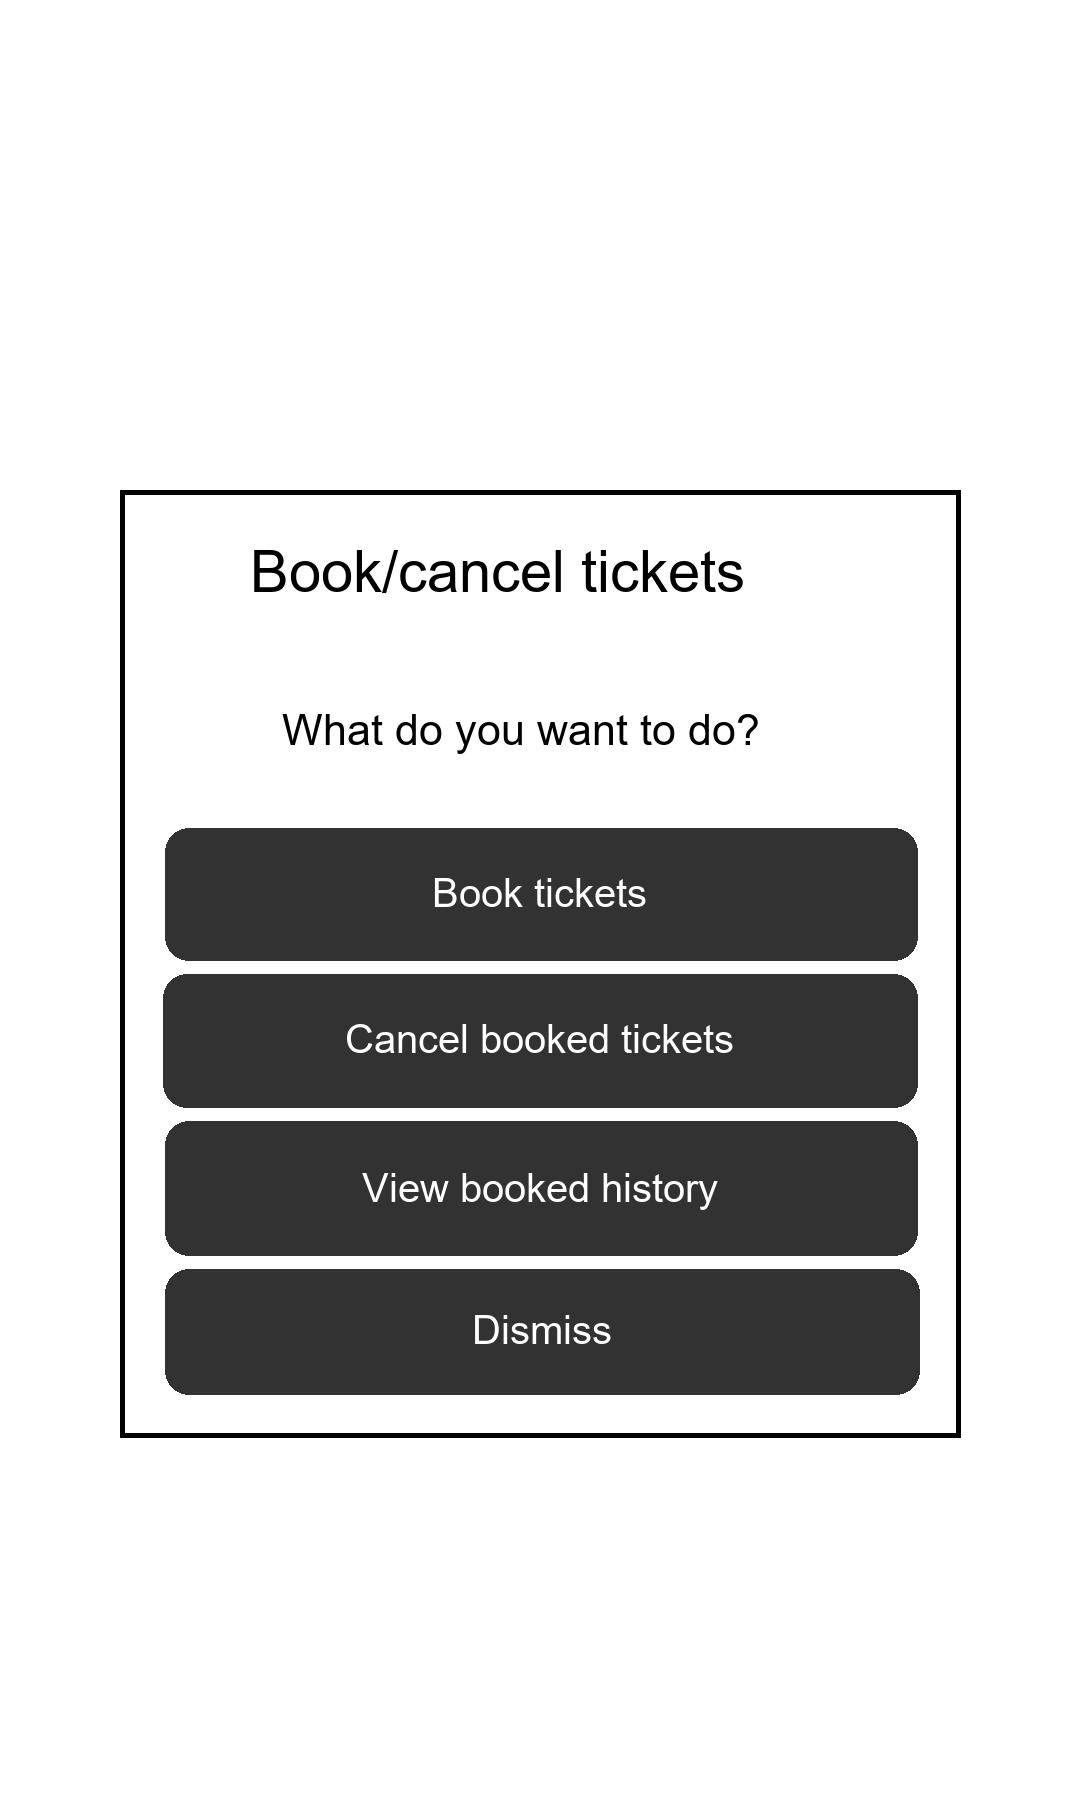 Book/cancel tickets
What do you want to do?
Book tickets
Cancel booked tickets
View booked history
Dismiss